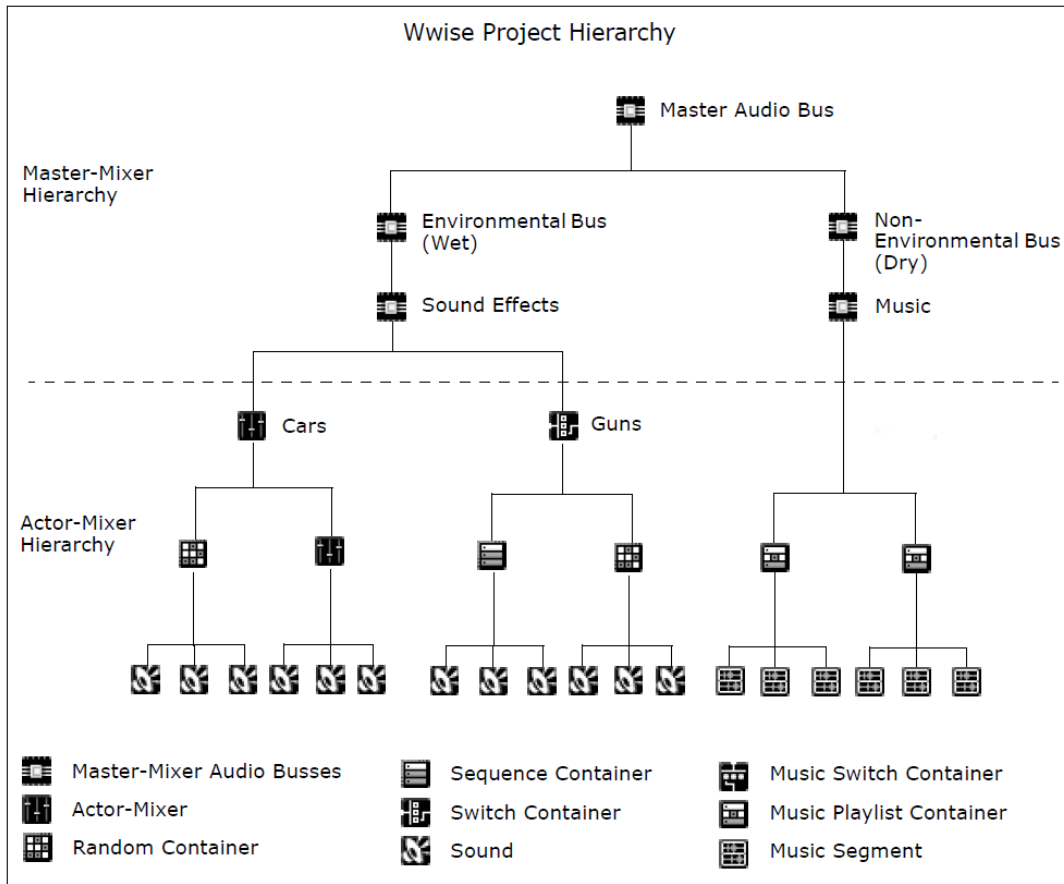 Wwise Project Hierarchy
Master Audio Bus
Master-Mixer
Hierarchy
Environmental Bus
(Wet)
Non-
Environmental Bus
(Dry)
Sound Effects
Music
Cars
Guns
Actor-Mixer
Hierarchy
Master-Mixer Audio Busses
Sequence Container
Music Switch Container
Actor-Mixer
Switch Container
Music Playlist Container
Random Container
Sound
Music Segment